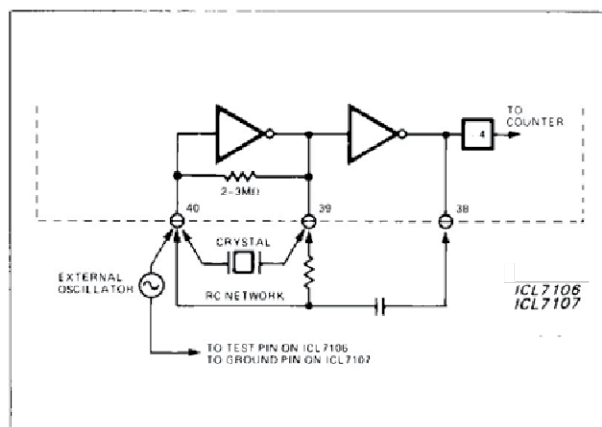 TO
COUNTER
4
2-3MΩ
40
39
38
CRYSTAL
EXTERNAL
OSCILLATOR
RC NETWORK
ICL7106
ICL7107
TO TEST PIN ON ICL7106
TO GROUND PIN ON ICL7107